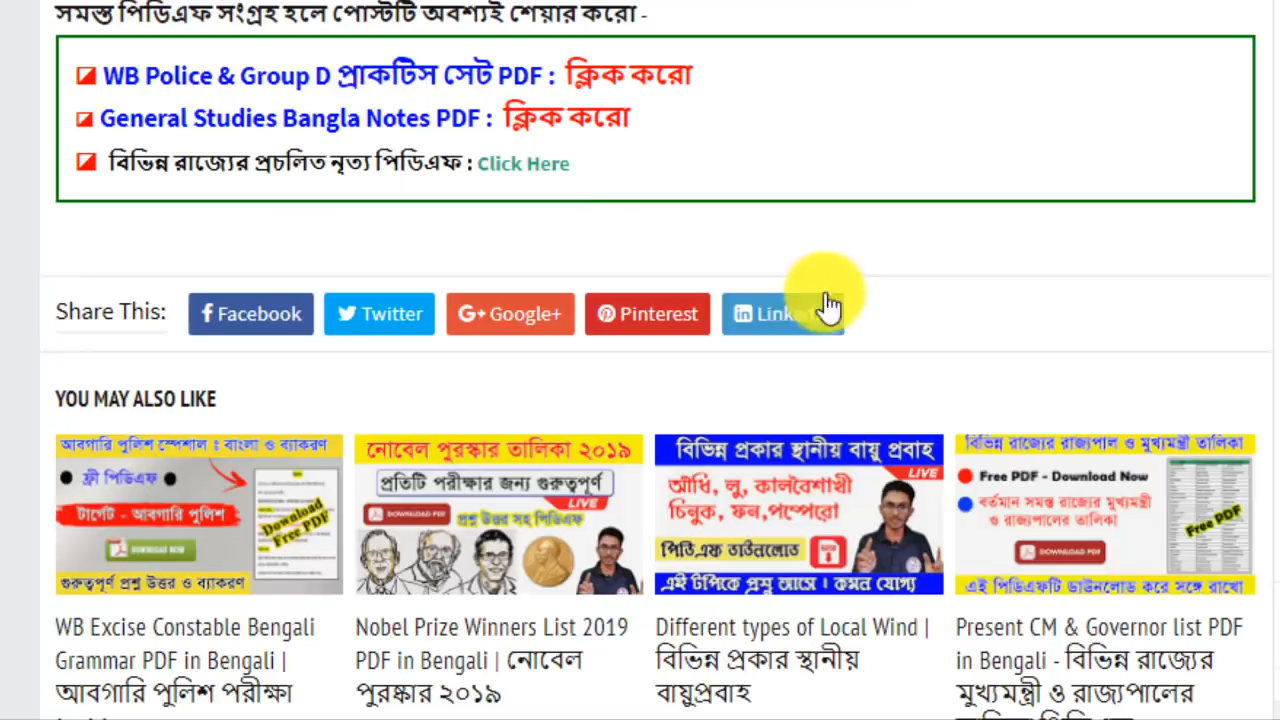 সমস্ত পিডিএফ সংগ্রহ হলে পোস্টটি অবশ্যই শেয়ার করো -
WB Police & Group D প্রাকটিস সেট PDF : ক্লিক করো
General Studies Bangla Notes PDF : ক্লিক করো
বিভিন্ন রাজ্যের প্রচলিত নৃত্য পিডিএফ : Click Here
Share This: Facebook Twitter Google+ Pinterest
YOU MAY ALSO LIKE
আবগারি পুলিশ স্পেশাল : বাংলা ও ব্যাকরণ
ফ্রী পিডিএফ
টার্গেট - আবগারি পুলিশ
DOWNLOAD NOW
Download Free PDF
গুরুত্বপূর্ণ প্রশ্ন উত্তর ও ব্যাকরণ
নোবেল পুরস্কার তালিকা ২০১৯
প্রতিটি পরীক্ষার জন্য গুরুত্বপূর্ণ
LIVE
DOWNLOAD PDF
প্রশ্ন উত্তর সহ পিডিএফ
বিভিন্ন প্রকার স্থানীয় বায়ু প্রবাহ
LIVE
আঁধি, লু, কালবৈশাখী
চিনুক, ফন,পম্পেরো
পিডি.এফ ডাউনলোড
এই টপিকে প্রশ্ন আসে । কমন যোগ্য
বিভিন্ন রাজ্যের রাজ্যপাল ও মুখ্যমন্ত্রী তালিকা
Free PDF - Download Now
বর্তমান সমস্ত রাজ্যের মুখ্যমন্ত্রী
ও রাজ্যপালের তালিকা
DOWNLOAD PDF
Free PDF
এই পিডিএফটি ডাউনলোড করে সঙ্গে রাখো
WB Excise Constable Bengali
Grammar PDF in Bengali |
আবগারি পুলিশ পরীক্ষা
Nobel Prize Winners List 2019
PDF in Bengali | নোবেল
পুরস্কার ২০১৯
Different types of Local Wind |
বিভিন্ন প্রকার স্থানীয়
বায়ুপ্রবাহ
Present CM & Governor list PDF
in Bengali - বিভিন্ন রাজ্যের
মুখ্যমন্ত্রী ও রাজ্যপালের